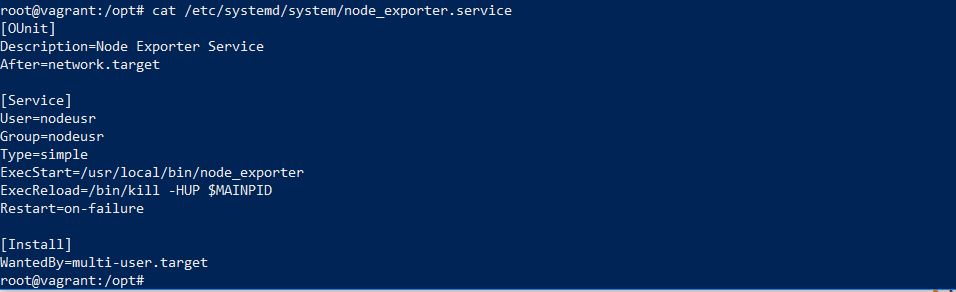 root@vagrant:/opt# cat /etc/systemd/system/node_exporter.service
[OUnit]
Description=Node Exporter Service
After=network.target

[Service]
User=nodeusr
Group=nodeusr
Type=simple
ExecStart=/usr/local/bin/node_exporter
ExecReload=/bin/kill -HUP $MAINPID
Restart=on-failure

[Install]
WantedBy=multi-user.target
root@vagrant:/opt#